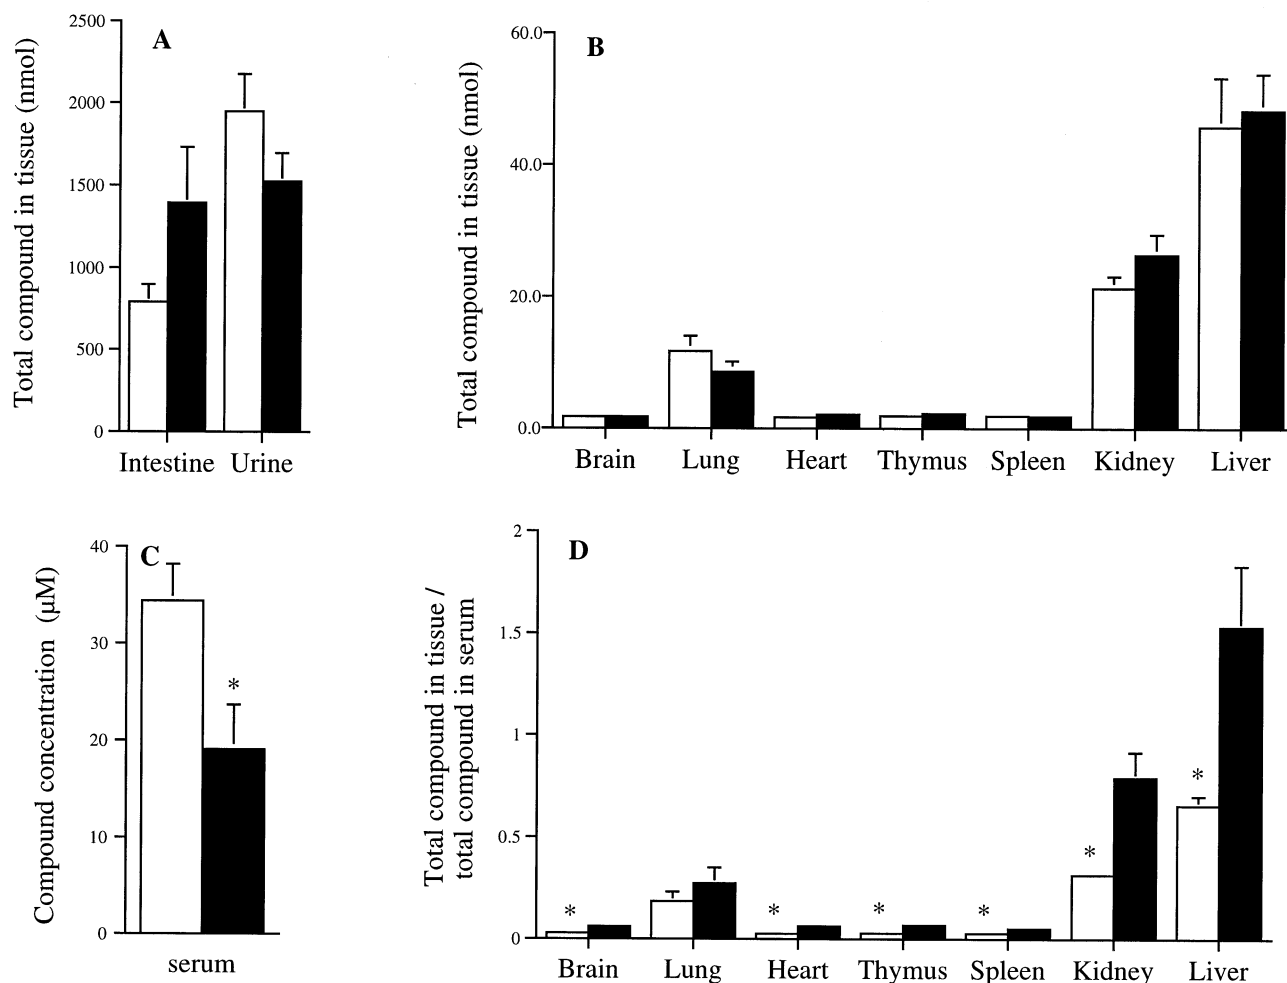 A
Total compound in tissue (nmol)
2500
2000
1500
1000
500
0
Intestine Urine
B
Total compound in tissue (nmol)
60.0
40.0
20.0
0.0
Brain Lung Heart Thymus Spleen Kidney Liver
C
Compound concentration (µM)
40
30
20
10
0
*
serum
D
Total compound in tissue /
total compound in serum
2
1.5
1
0.5
0
* * * * * *
Brain Lung Heart Thymus Spleen Kidney Liver